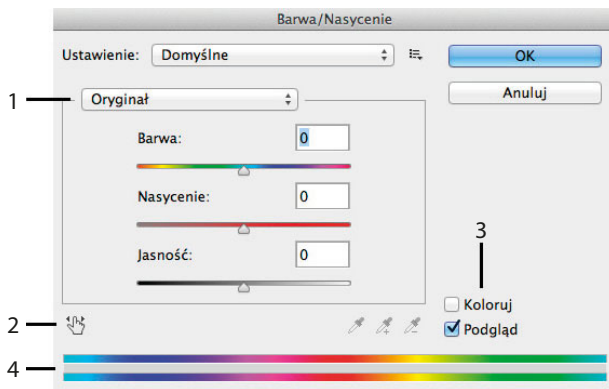 Barwa/Nasycenie
Ustawienie: Domyślne OK
1 Oryginał Anuluj
Barwa: 0
Nasycenie: 0
3
Jasność: 0
Koloruj
2 Podgląd
4